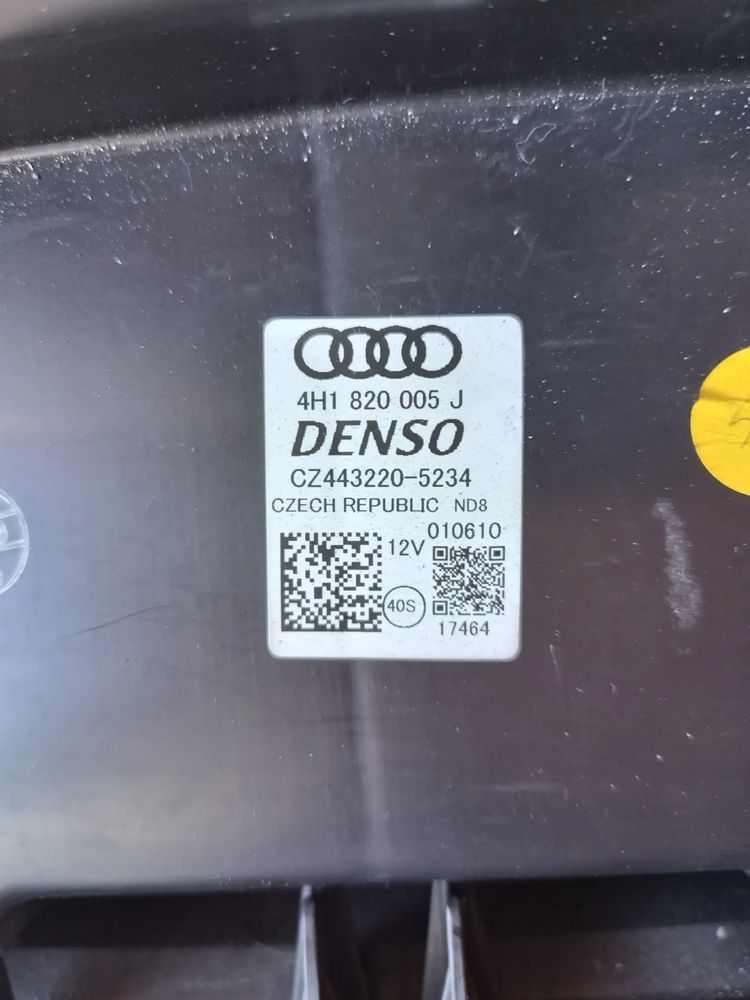 4H1 820 005 J
DENSO
CZ443220-5234
CZECH REPUBLIC ND8
12V 010610
40S
17464